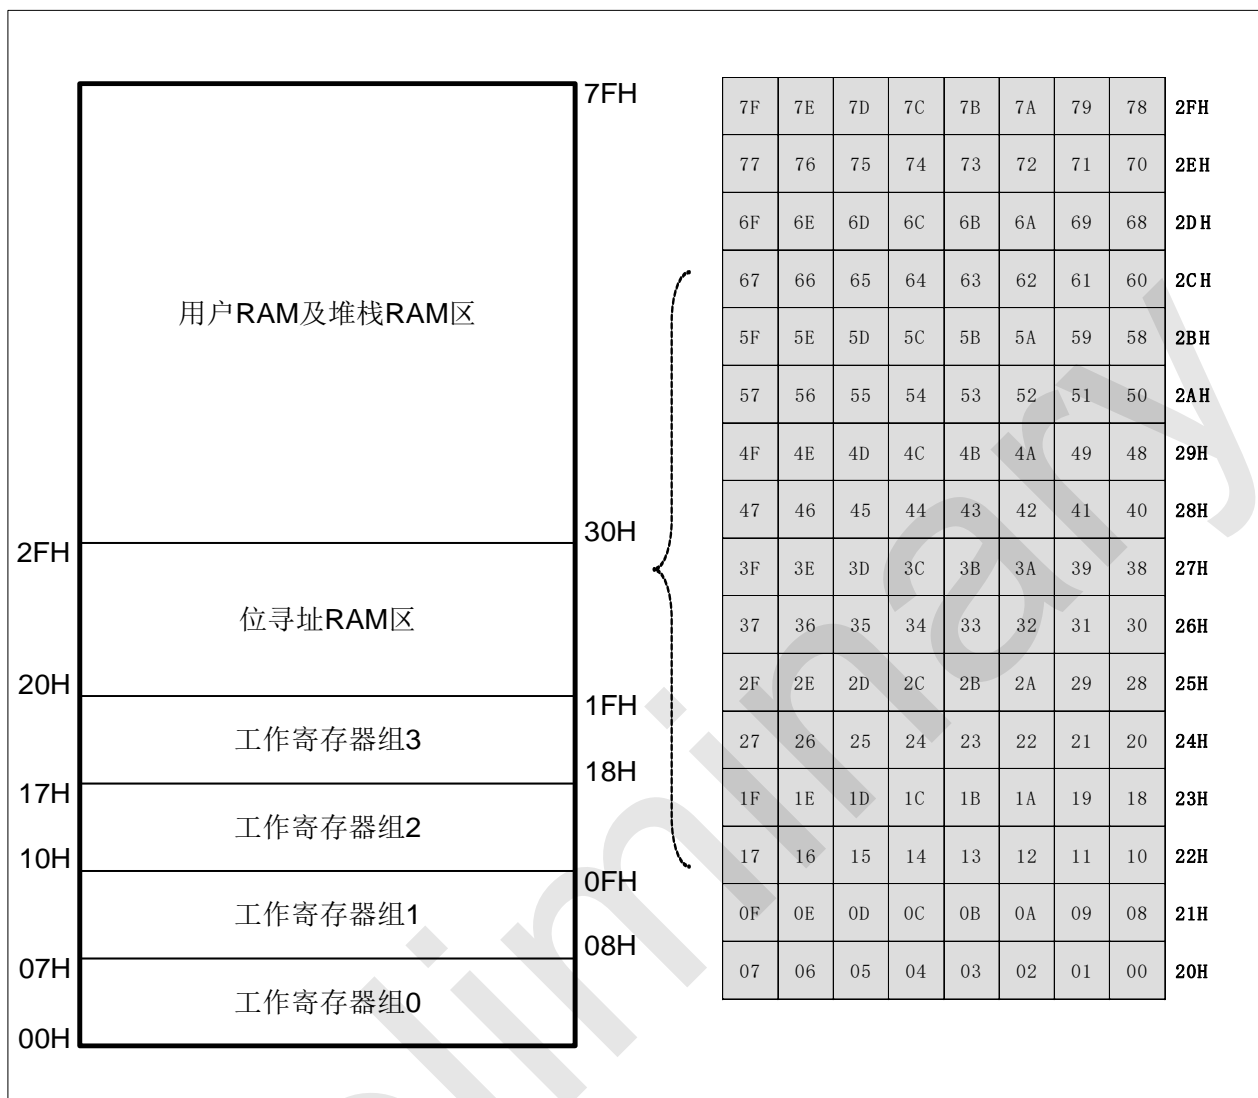 7FH
用户RAM及堆栈RAM区
30H
2FH
位寻址RAM区
20H
1FH
工作寄存器组3
18H
17H
工作寄存器组2
10H
0FH
工作寄存器组1
08H
07H
工作寄存器组0
00H
7F 7E 7D 7C 7B 7A 79 78 2FH
77 76 75 74 73 72 71 70 2EH
6F 6E 6D 6C 6B 6A 69 68 2DH
67 66 65 64 63 62 61 60 2CH
5F 5E 5D 5C 5B 5A 59 58 2BH
57 56 55 54 53 52 51 50 2AH
4F 4E 4D 4C 4B 4A 49 48 29H
47 46 45 44 43 42 41 40 28H
3F 3E 3D 3C 3B 3A 39 38 27H
37 36 35 34 33 32 31 30 26H
2F 2E 2D 2C 2B 2A 29 28 25H
27 26 25 24 23 22 21 20 24H
1F 1E 1D 1C 1B 1A 19 18 23H
17 16 15 14 13 12 11 10 22H
0F 0E 0D 0C 0B 0A 09 08 21H
07 06 05 04 03 02 01 00 20H
liminary